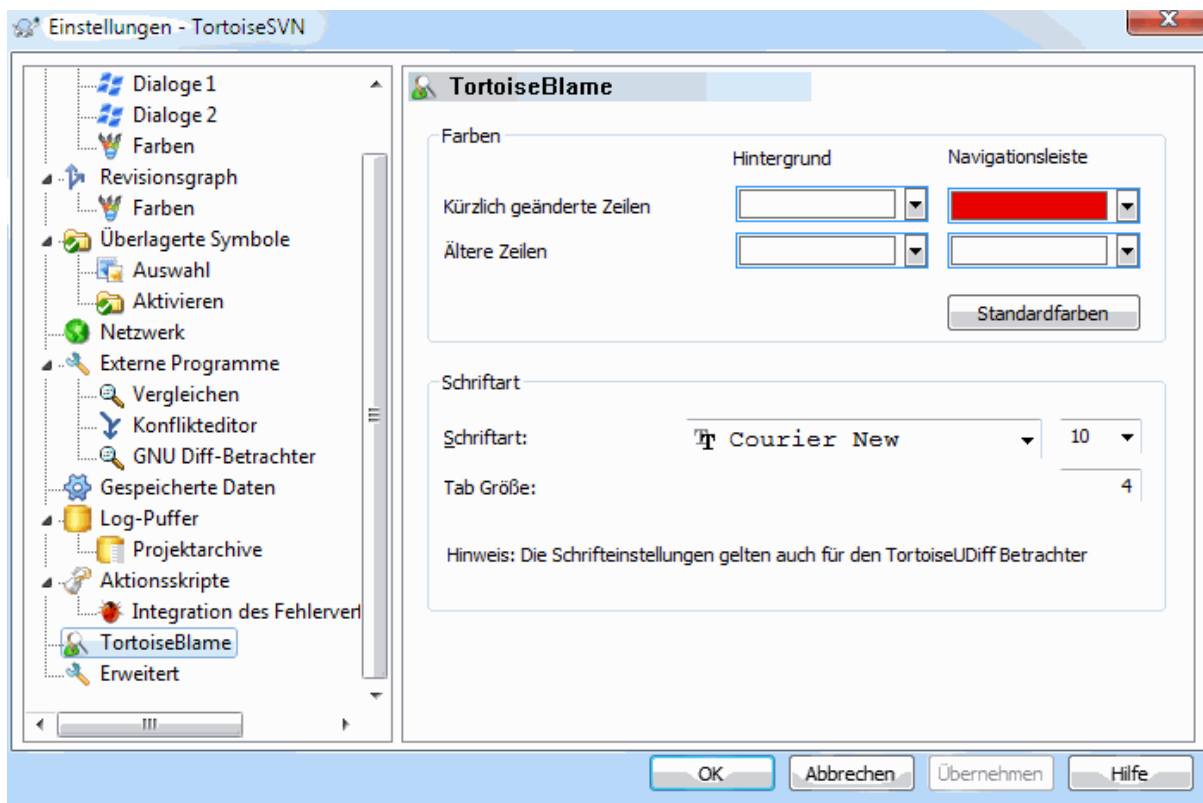 Einstellungen - TortoiseSVN
Dialoge 1
Dialoge 2
Farben
Revisionsgraph
Farben
Überlagerte Symbole
Auswahl
Aktivieren
Netzwerk
Externe Programme
Vergleichen
Konflikteditor
GNU Diff-Betrachter
Gespeicherte Daten
Log-Puffer
Projektarchive
Aktionsskripte
Integration des
TortoiseBlame
Erweitert
TortoiseBlame
Farben
Hintergrund Navigationsleiste
Kürzlich geänderte Zeilen
Ältere Zeilen
Standardfarben
Schriftart
Schriftart: Courier New 10
Tab Größe: 4
Hinweis: Die Schrifteinstellungen gelten auch für den TortoiseUDiff Betrachter
OK Abbrechen Übernehmen Hilfe